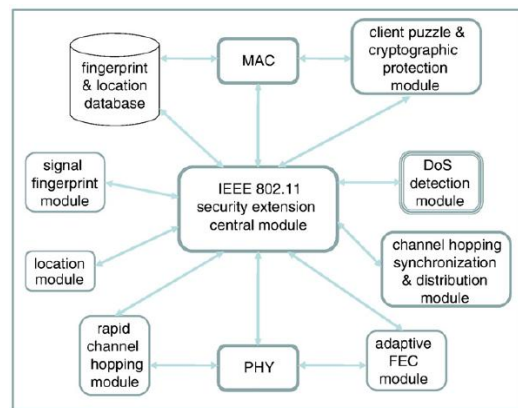 fingerprint
& location
database
MAC
client puzzle &
cryptographic
protection
module
signal
fingerprint
module
IEEE 802.11
security extension
central module
DoS
detection
module
location
module
channel hopping
synchronization
& distribution
module
rapid
channel
hopping
module
PHY
adaptive
FEC
module